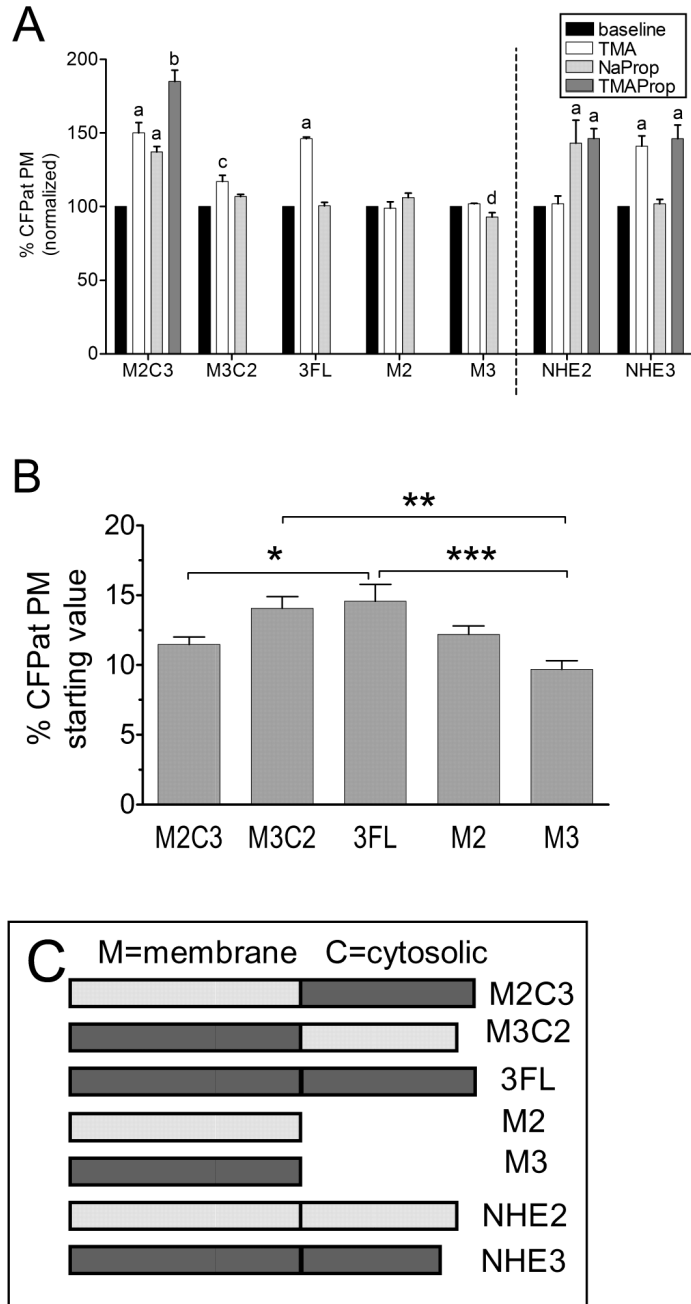 A
baseline
TMA
NaProp
TMAProp
% CFPat PM
(normalized)
200
150
100
50
0
a
a
b
c
a
d
a
a
a
a
M2C3
M3C2
3FL
M2
M3
NHE2
NHE3
B
% CFPat PM
starting value
20
15
10
5
0
**
*
***
M2C3
M3C2
3FL
M2
M3
C
M=membrane
C=cytosolic
M2C3
M3C2
3FL
M2
M3
NHE2
NHE3